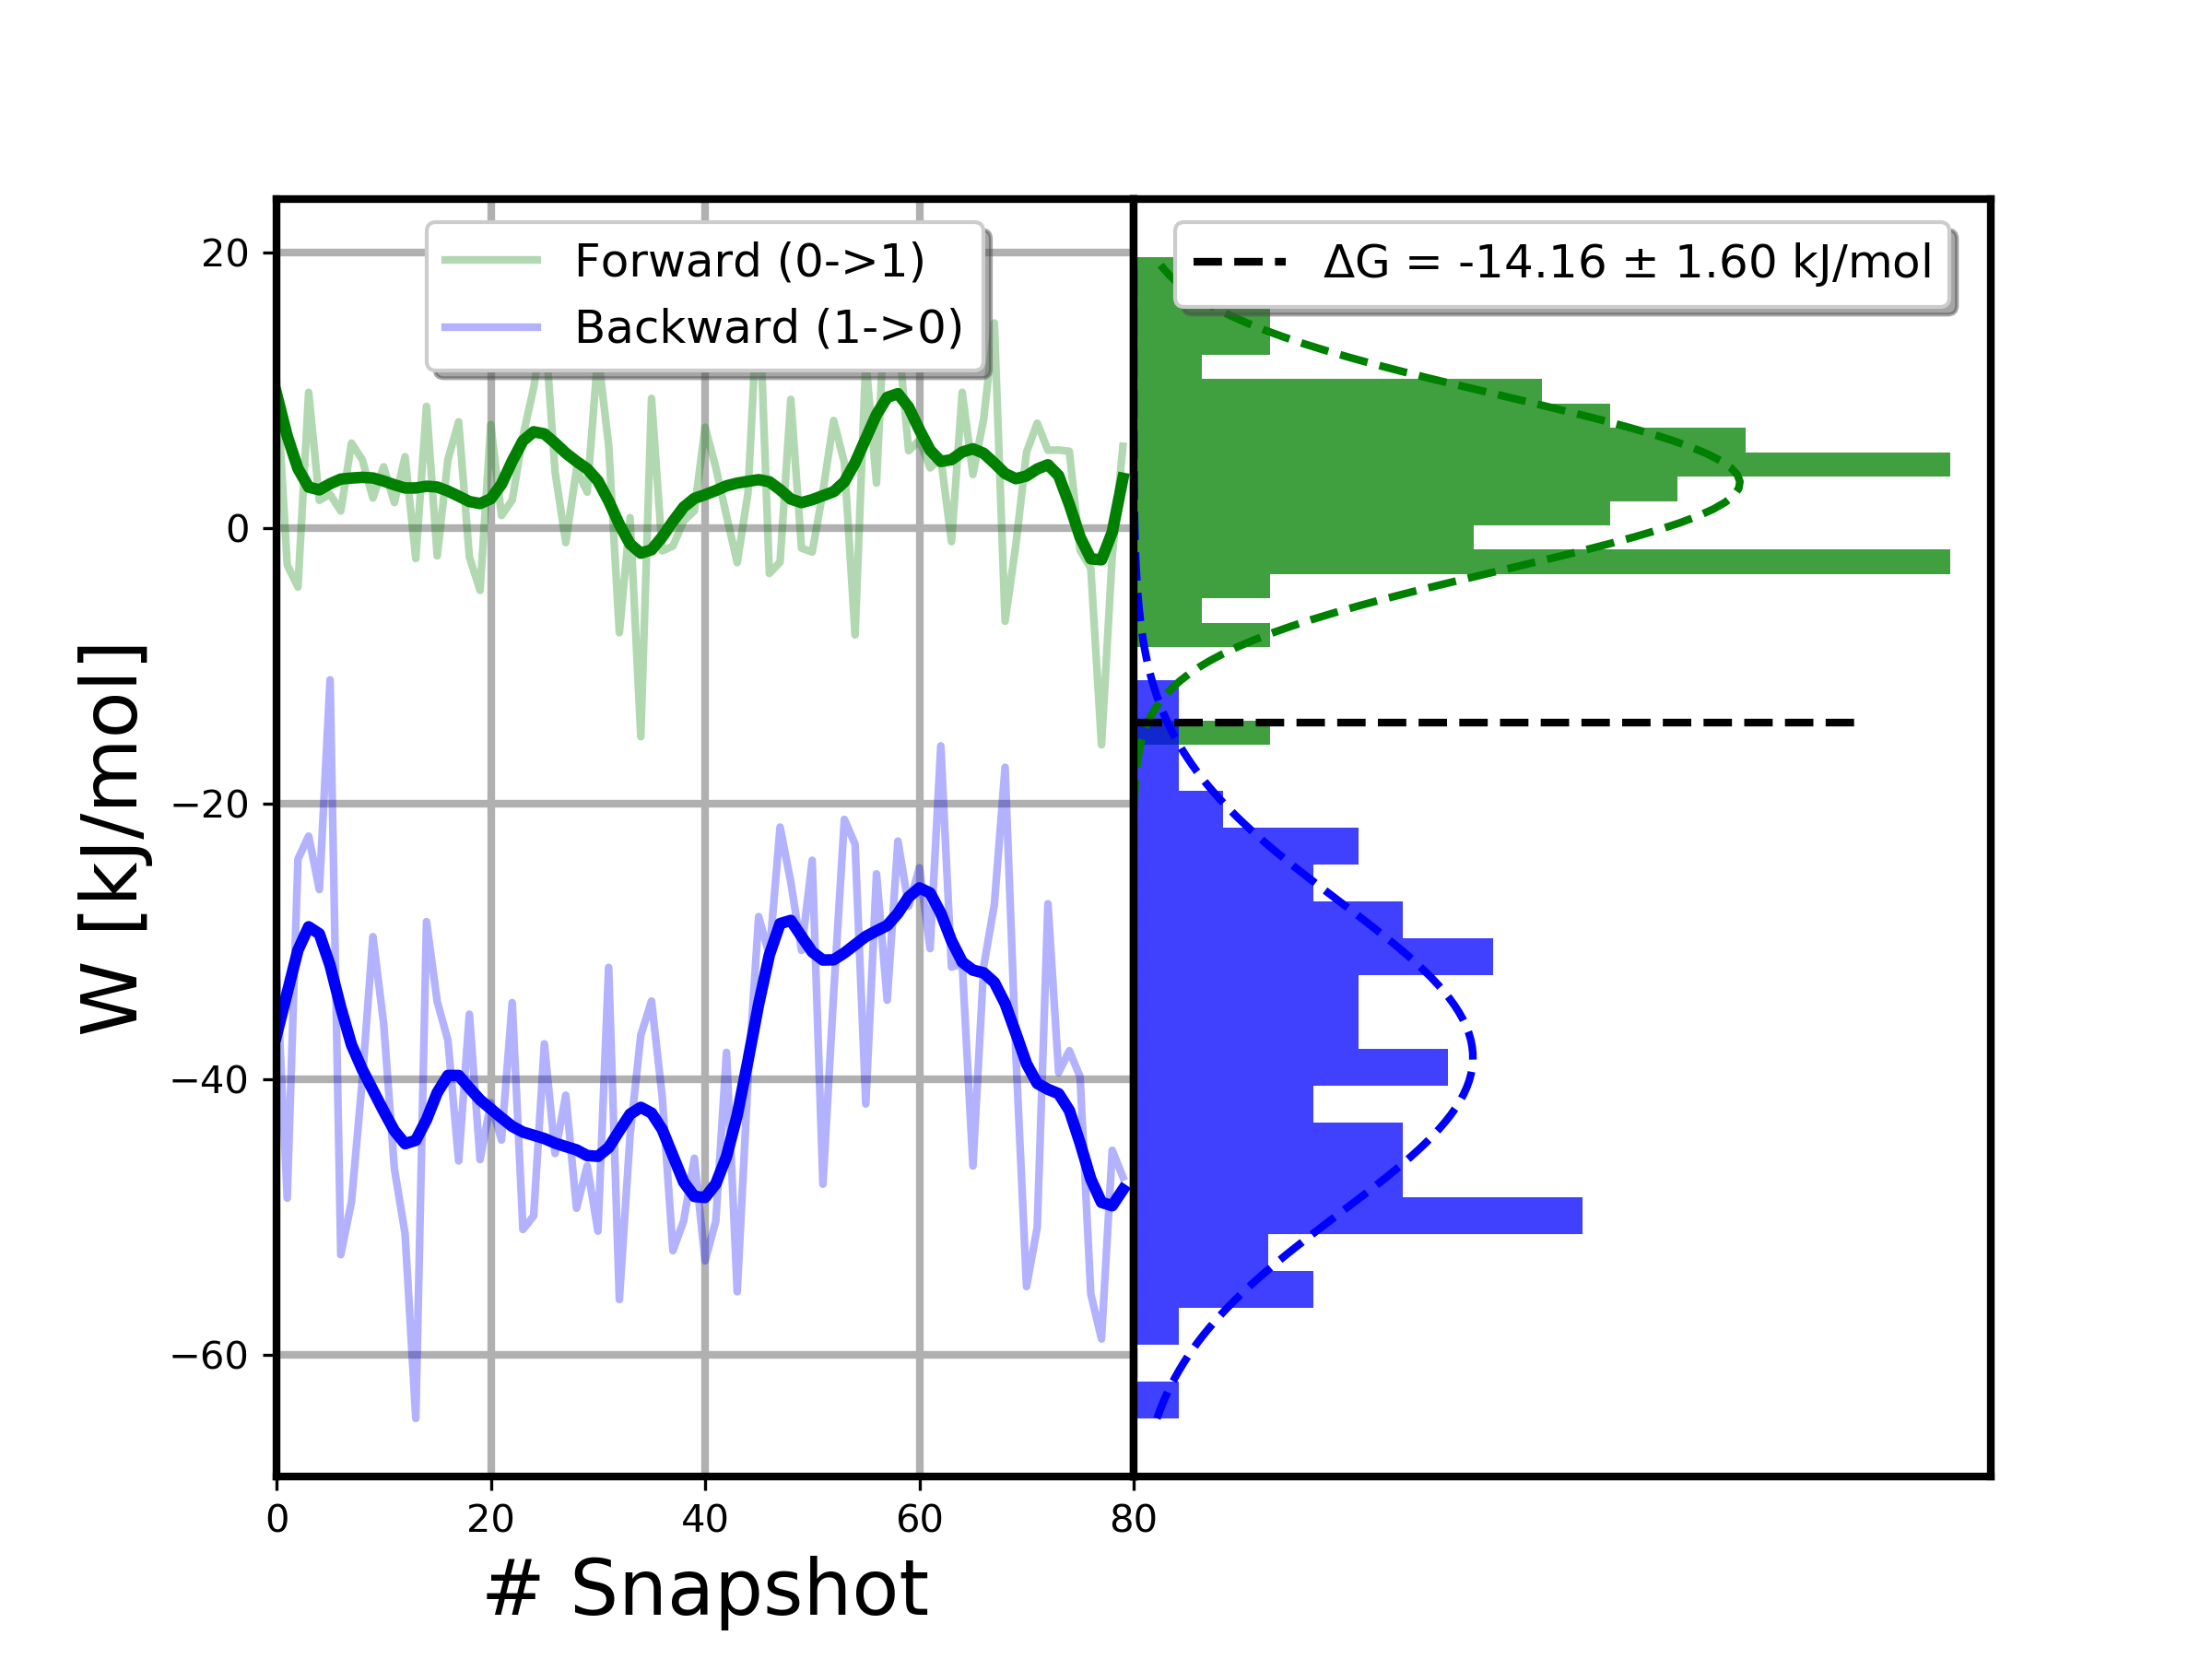 Forward (0->1)
Backward (1->0)
ΔG = -14.16 ± 1.60 kJ/mol
W [kJ/mol]
20
0
−20
−40
−60
0
20
40
60
80
# Snapshot